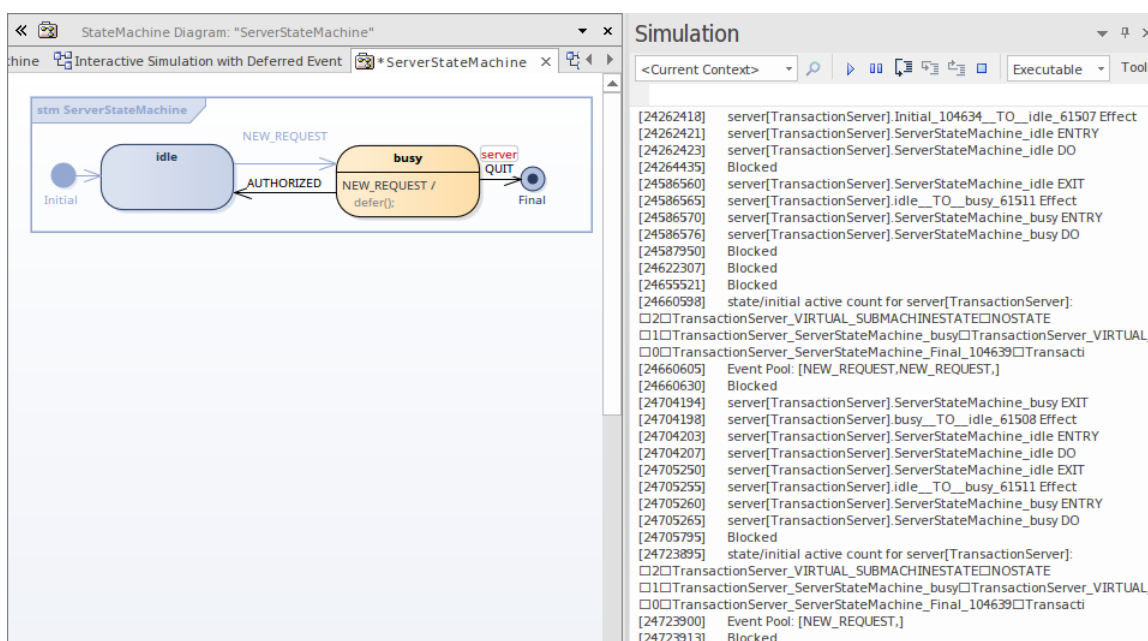 StateMachine Diagram: "ServerStateMachine"
:hine
Interactive Simulation with Deferred Event
*ServerStateMachine
stm ServerStateMachine
NEW_REQUEST
idle
busy
server
QUIT
AUTHORIZED
NEW_REQUEST /
defer();
Initial
Final
Simulation
<Current Context>
Executable
Tool
[24262418] server[TransactionServer].Initial_104634__TO__idle_61507 Effect
[24262421] server[TransactionServer].ServerStateMachine_idle ENTRY
[24262423] server[TransactionServer].ServerStateMachine_idle DO
[24264435] Blocked
[24586560] server[TransactionServer].ServerStateMachine_idle EXIT
[24586565] server[TransactionServer].idle__TO__busy_61511 Effect
[24586570] server[TransactionServer].ServerStateMachine_busy ENTRY
[24586576] server[TransactionServer].ServerStateMachine_busy DO
[24587950] Blocked
[24622307] Blocked
[24655521] Blocked
[24660598] state/initial active count for server[TransactionServer]:
□2□TransactionServer_VIRTUAL_SUBMACHINESTATE□NOSTATE
□1□TransactionServer_ServerStateMachine_busy□TransactionServer_VIRTUAL_
□0□TransactionServer_ServerStateMachine_Final_104639□Transacti
[24660605] Event Pool: [NEW_REQUEST,NEW_REQUEST,]
[24660630] Blocked
[24704194] server[TransactionServer].ServerStateMachine_busy EXIT
[24704198] server[TransactionServer].busy__TO__idle_61508 Effect
[24704203] server[TransactionServer].ServerStateMachine_idle ENTRY
[24704207] server[TransactionServer].ServerStateMachine_idle DO
[24705250] server[TransactionServer].ServerStateMachine_idle EXIT
[24705255] server[TransactionServer].idle__TO__busy_61511 Effect
[24705260] server[TransactionServer].ServerStateMachine_busy ENTRY
[24705265] server[TransactionServer].ServerStateMachine_busy DO
[24705795] Blocked
[24723895] state/initial active count for server[TransactionServer]:
□2□TransactionServer_VIRTUAL_SUBMACHINESTATE□NOSTATE
□1□TransactionServer_ServerStateMachine_busy□TransactionServer_VIRTUAL_
□0□TransactionServer_ServerStateMachine_Final_104639□Transacti
[24723900] Event Pool: [NEW_REQUEST,]
[24723913] Blocked